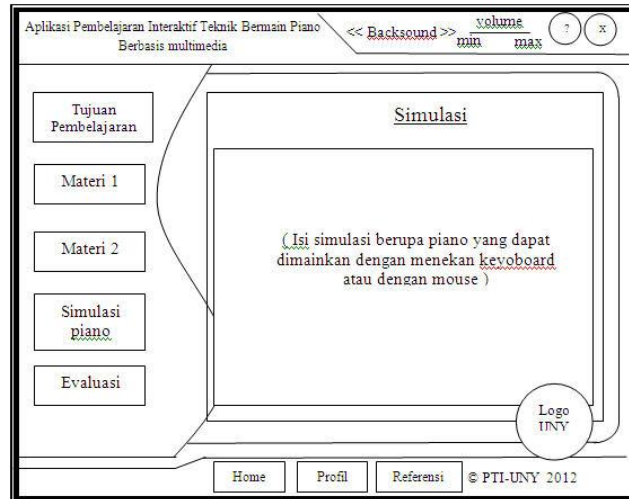 Aplikasi Pembelajaran Interaktif Teknik Bermain Piano
Berbasis multimedia
<< Backsound >>
volume
min max
?
x
Tujuan
Pembelajaran
Materi 1
Materi 2
Simulasi
piano
Evaluasi
Simulasi
( Isi simulasi berupa piano yang dapat
dimainkan dengan menekan keyoboard
atau dengan mouse )
Logo
UNY
Home
Profil
Referensi
© PTI-UNY 2012